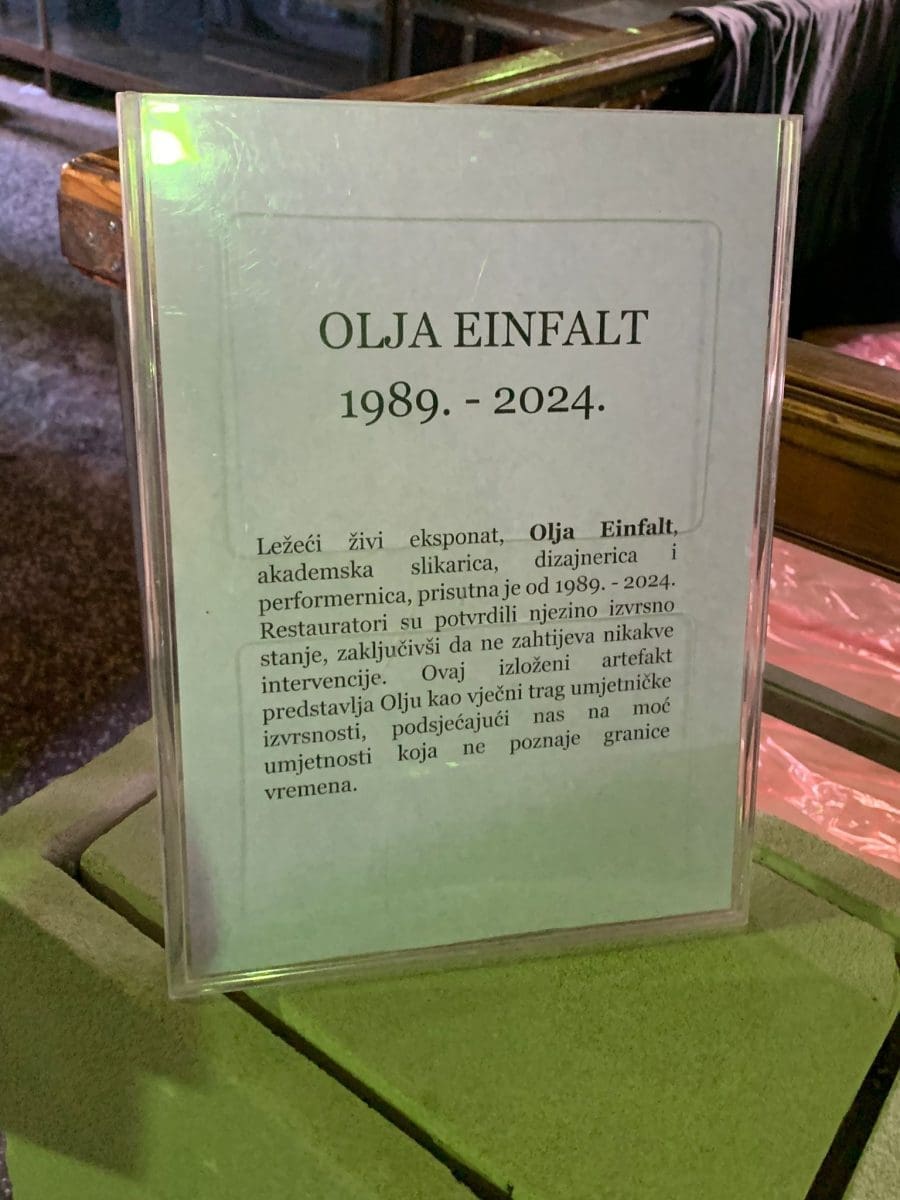 OLJA EINFALT
1989. - 2024.
Ležeći živi eksponat, Olja Einfalt,
akademska slikarica, dizajnerica i
performernica, prisutna je od 1989. - 2024.
Restauratori su potvrdili njezino izvrsno
stanje, zaključivši da ne zahtijeva nikakve
intervencije. Ovaj izloženi artefakt
predstavlja Olju kao vječni trag umjetničke
izvrsnosti, podsjećajući nas na moć
umjetnosti koja ne poznaje granice
vremena.